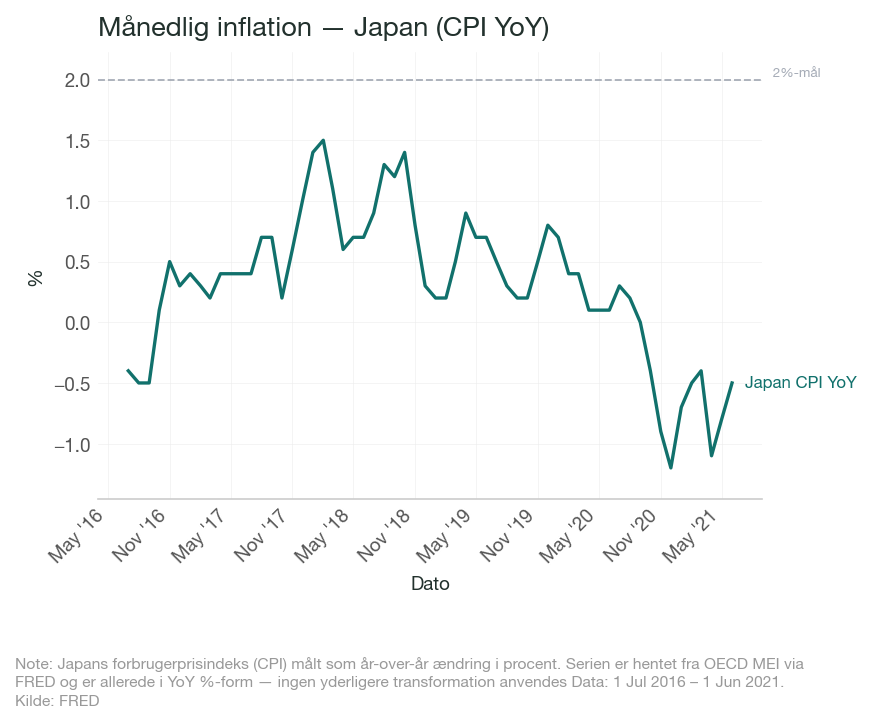 Månedlig inflation — Japan (CPI YoY)
2%-mål
2.0
1.5
1.0
0.5
0.0
−0.5
−1.0
%
Japan CPI YoY
May '16
Nov '16
May '17
Nov '17
May '18
Nov '18
May '19
Nov '19
May '20
Nov '20
May '21
Dato
Note: Japans forbrugerprisindeks (CPI) målt som år-over-år ændring i procent. Serien er hentet fra OECD MEI via
FRED og er allerede i YoY %-form — ingen yderligere transformation anvendes Data: 1 Jul 2016 – 1 Jun 2021.
Kilde: FRED